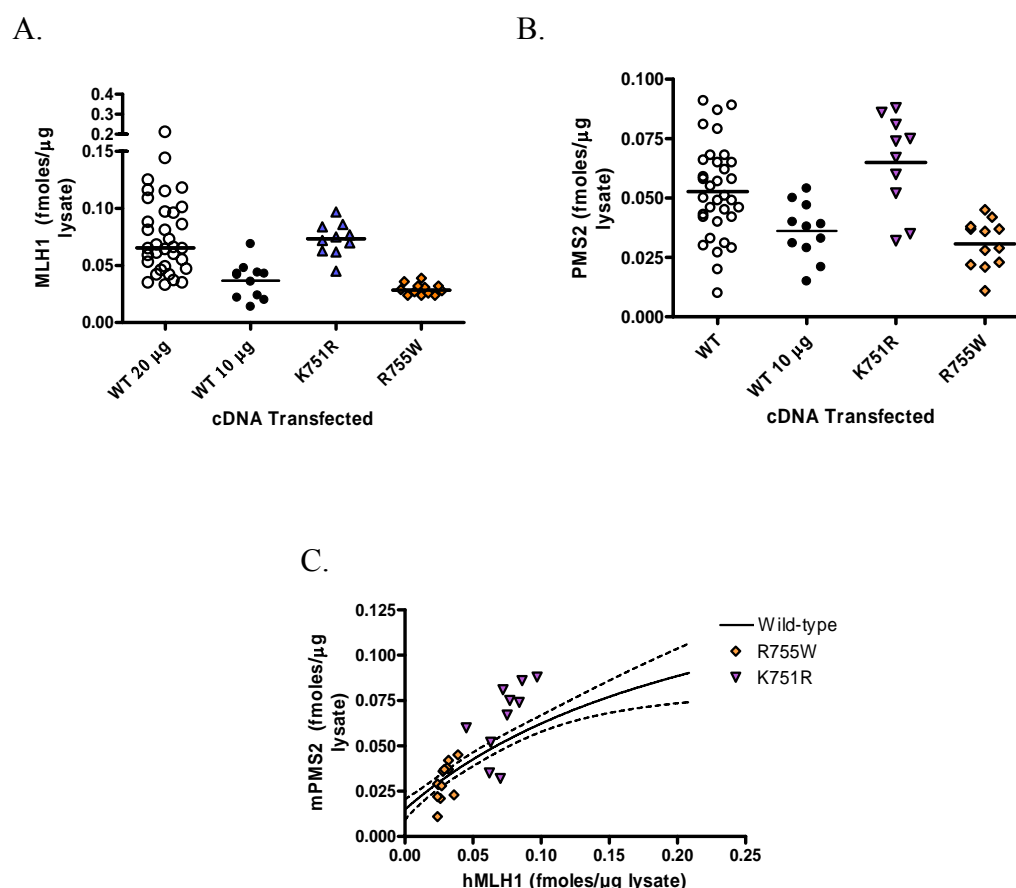 A.
0.4
0.3
0.2
0.15
0.10
0.05
0.00
MLH1 (fmoles/µg
lysate)
WT 20 µg
WT 10 µg
K751R
R755W
cDNA Transfected
B.
0.100
0.075
0.050
0.025
0.000
PMS2 (fmoles/µg
lysate)
WT
WT 10 µg
K751R
R755W
cDNA Transfected
C.
0.125
0.100
0.075
0.050
0.025
0.000
mPMS2 (fmoles/µg
lysate)
0.00
0.05
0.10
0.15
0.20
0.25
hMLH1 (fmoles/µg lysate)
Wild-type
R755W
K751R